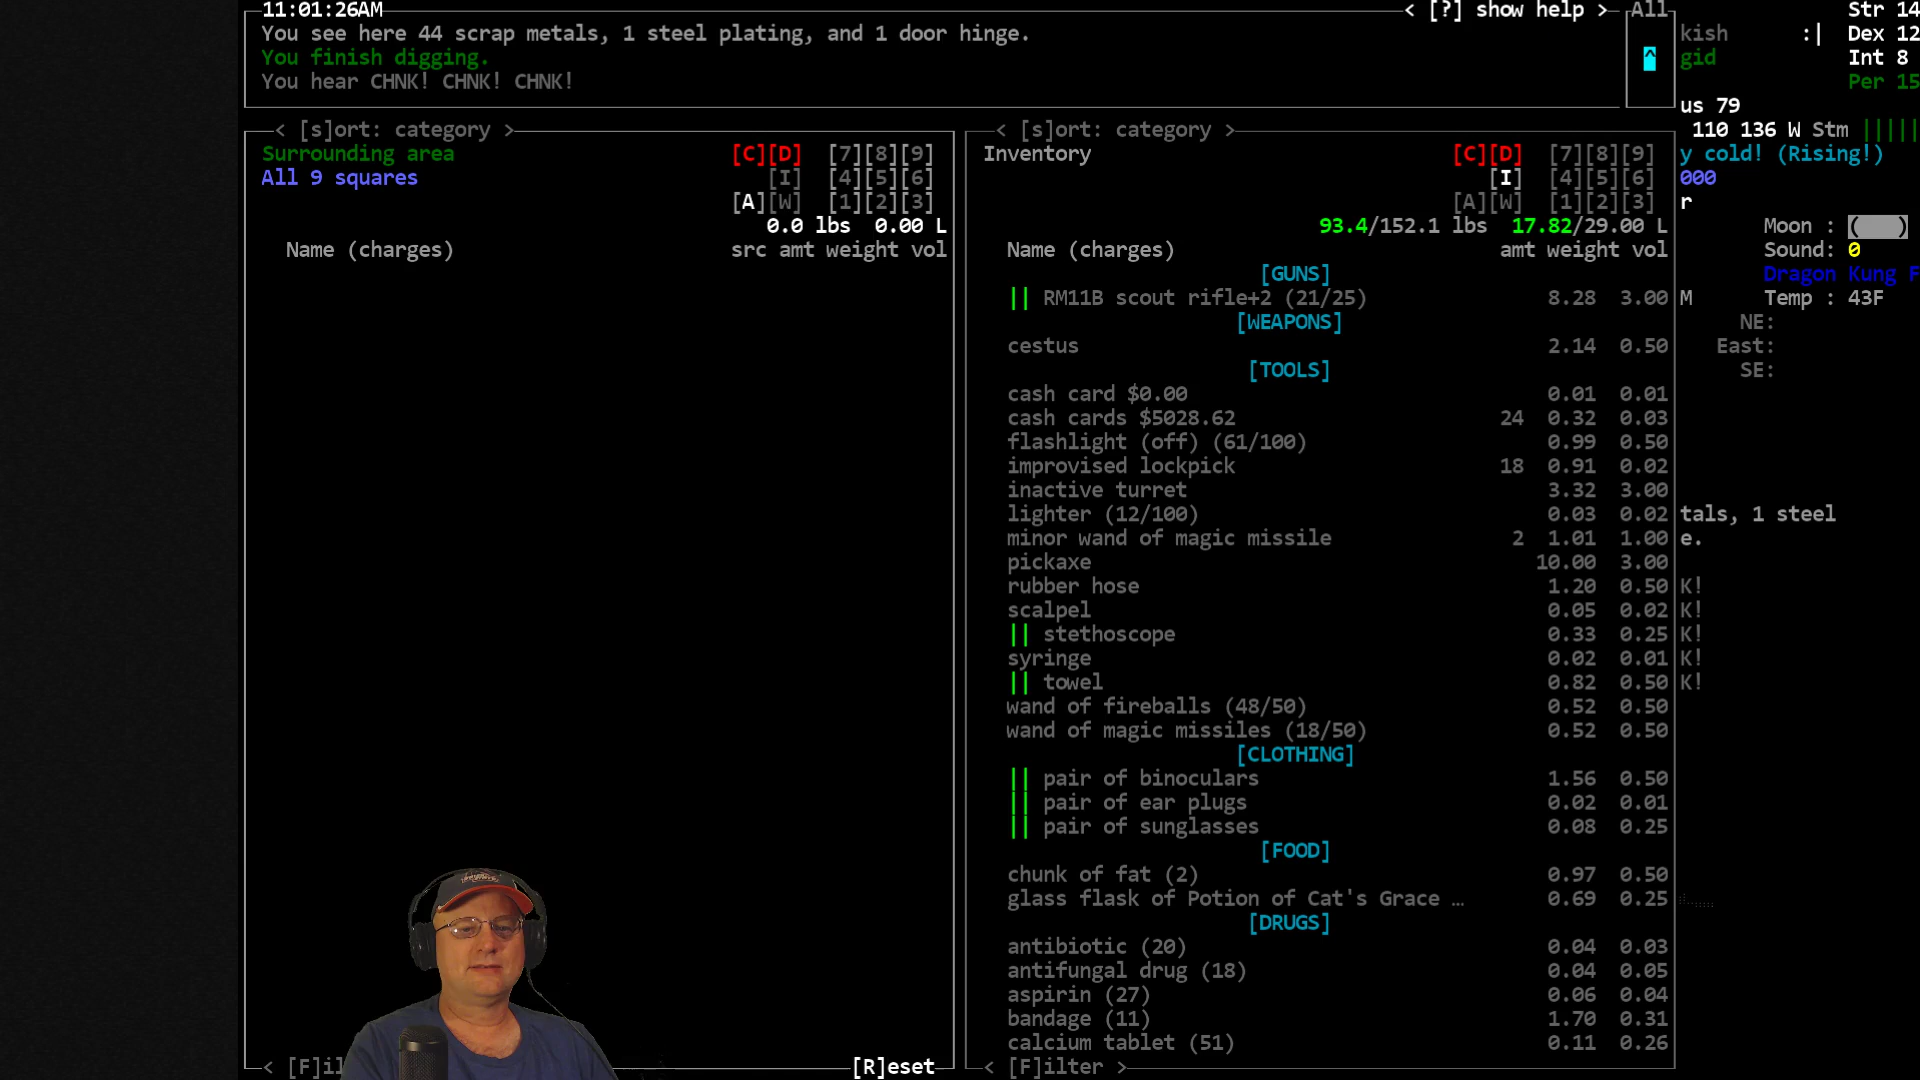 11:01:26AM < [?] show help > All Str 14
You see here 44 scrap metals, 1 steel plating, and 1 door hinge. kish :| Dex 12
You finish digging. ^ gid Int 8
You hear CHNK! CHNK! CHNK! Per 15
us 79
< [s]ort: category > < [s]ort: category > 110 136 W Stm |||||
Surrounding area [C][D] [7][8][9] Inventory [C][D] [7][8][9] y cold! (Rising!)
All 9 squares [I] [4][5][6] [I] [4][5][6] 000
[A][W] [1][2][3] [A][W] [1][2][3] r
0.0 lbs 0.00 L 93.4/152.1 lbs 17.82/29.00 L Moon : ( )
Name (charges) src amt weight vol Name (charges) amt weight vol Sound: 0
[GUNS] Dragon Kung F
|| RM11B scout rifle+2 (21/25) 8.28 3.00 M Temp : 43F
[WEAPONS] NE:
cestus 2.14 0.50 East:
[TOOLS] SE:
cash card $0.00 0.01 0.01
cash cards $5028.62 24 0.32 0.03
flashlight (off) (61/100) 0.99 0.50
improvised lockpick 18 0.91 0.02
inactive turret 3.32 3.00
lighter (12/100) 0.03 0.02 tals, 1 steel
minor wand of magic missile 2 1.01 1.00 e.
pickaxe 10.00 3.00
rubber hose 1.20 0.50 K!
scalpel 0.05 0.02 K!
|| stethoscope 0.33 0.25 K!
syringe 0.02 0.01 K!
|| towel 0.82 0.50 K!
wand of fireballs (48/50) 0.52 0.50
wand of magic missiles (18/50) 0.52 0.50
[CLOTHING]
|| pair of binoculars 1.56 0.50
|| pair of ear plugs 0.02 0.01
|| pair of sunglasses 0.08 0.25
[FOOD]
chunk of fat (2) 0.97 0.50
glass flask of Potion of Cat's Grace … 0.69 0.25
[DRUGS]
antibiotic (20) 0.04 0.03
antifungal drug (18) 0.04 0.05
aspirin (27) 0.06 0.04
bandage (11) 1.70 0.31
calcium tablet (51) 0.11 0.26
< [F]il [R]eset < [F]ilter >